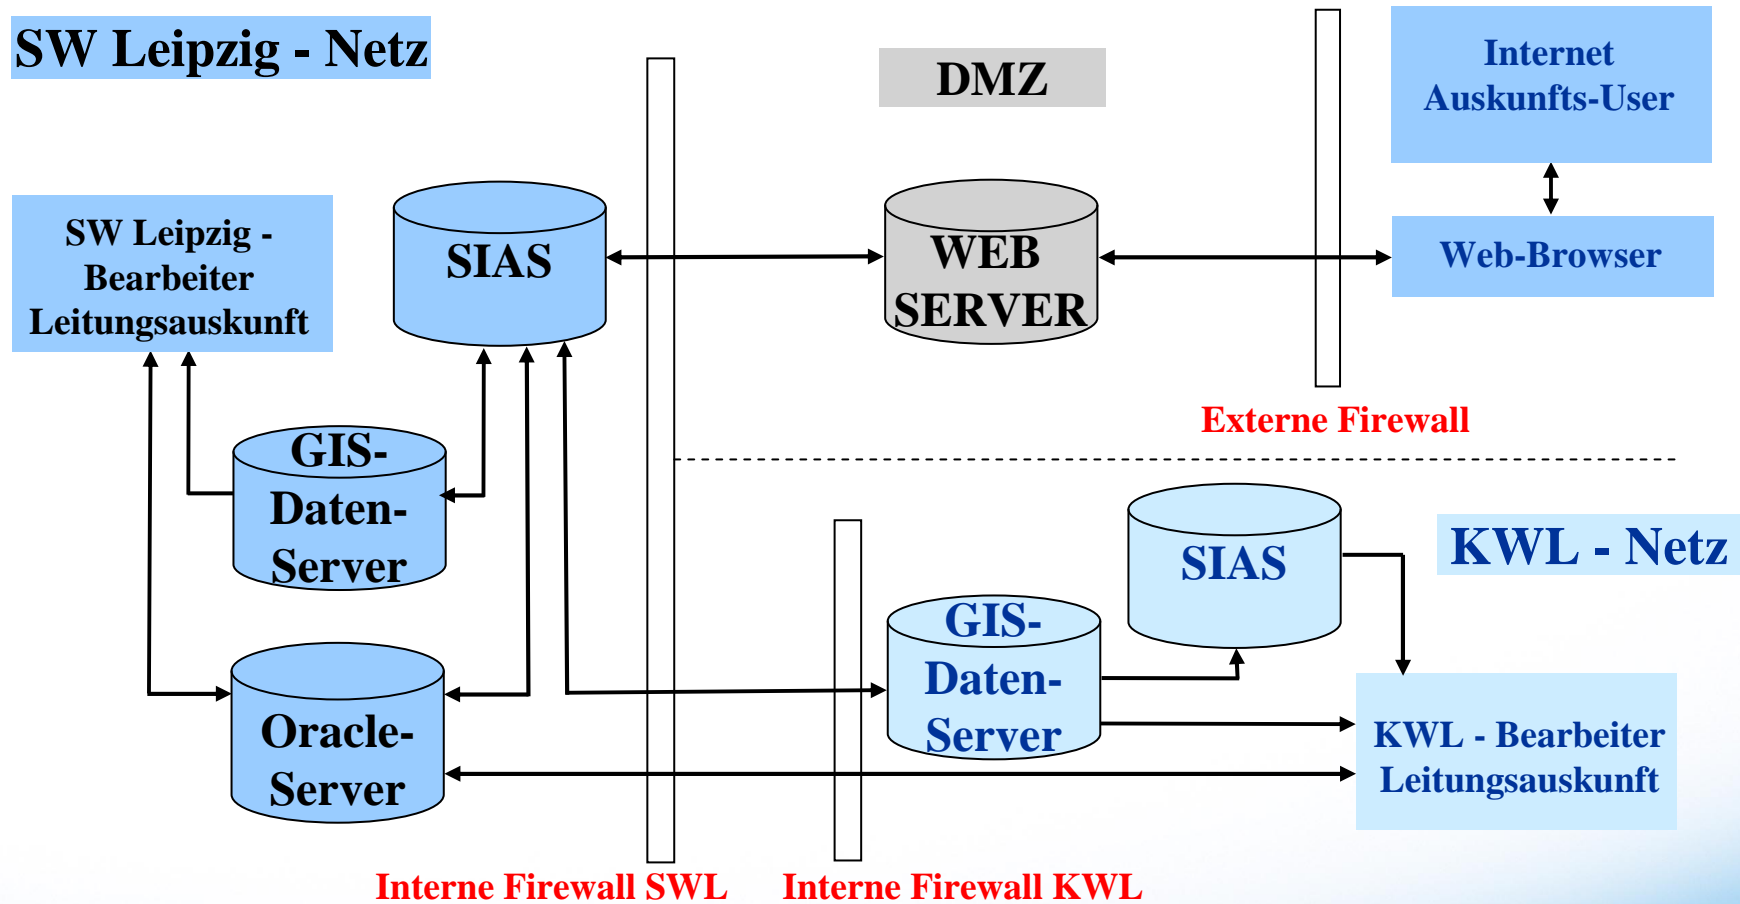 SW Leipzig - Netz
DMZ
Internet
Auskunfts-User
SW Leipzig -
Bearbeiter
Leitungsauskunft
SIAS
WEB
SERVER
Web-Browser
Externe Firewall
GIS-
Daten-
Server
SIAS
KWL - Netz
GIS-
Daten-
Server
Oracle-
Server
KWL - Bearbeiter
Leitungsauskunft
Interne Firewall SWL
Interne Firewall KWL